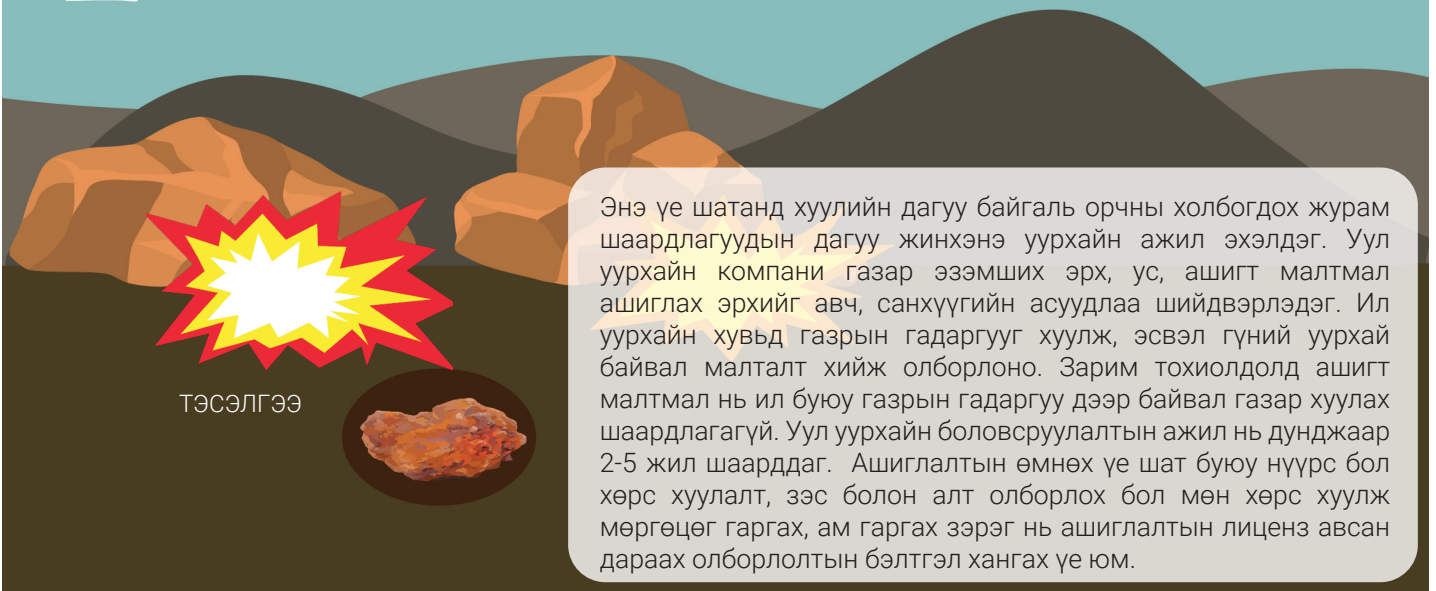 Энэ үе шатанд хуулийн дагуу байгаль орчны холбогдох журам
шаардлагуудын дагуу жинхэнэ уурхайн ажил эхэлдэг. Уул
уурхайн компани газар эзэмших эрх, ус, ашигт малтмал
ашиглах эрхийг авч, санхүүгийн асуудлаа шийдвэрлэдэг. Ил
уурхайн хувьд газрын гадаргууг хуулж, эсвэл гүний уурхай
байвал малталт хийж олборлоно. Зарим тохиолдолд ашигт
малтмал нь ил буюу газрын гадаргуу дээр байвал газар хуулах
шаардлагагүй. Уул уурхайн боловсруулалтын ажил нь дунджаар
2-5 жил шаарддаг. Ашиглалтын өмнөх үе шат буюу нүүрс бол
хөрс хуулалт, зэс болон алт олборлох бол мөн хөрс хуулж
мөргөцөг гаргах, ам гаргах зэрэг нь ашиглалтын лиценз авсан
дараах олборлолтын бэлтгэл хангах үе юм.
ТЭСЭЛГЭЭ